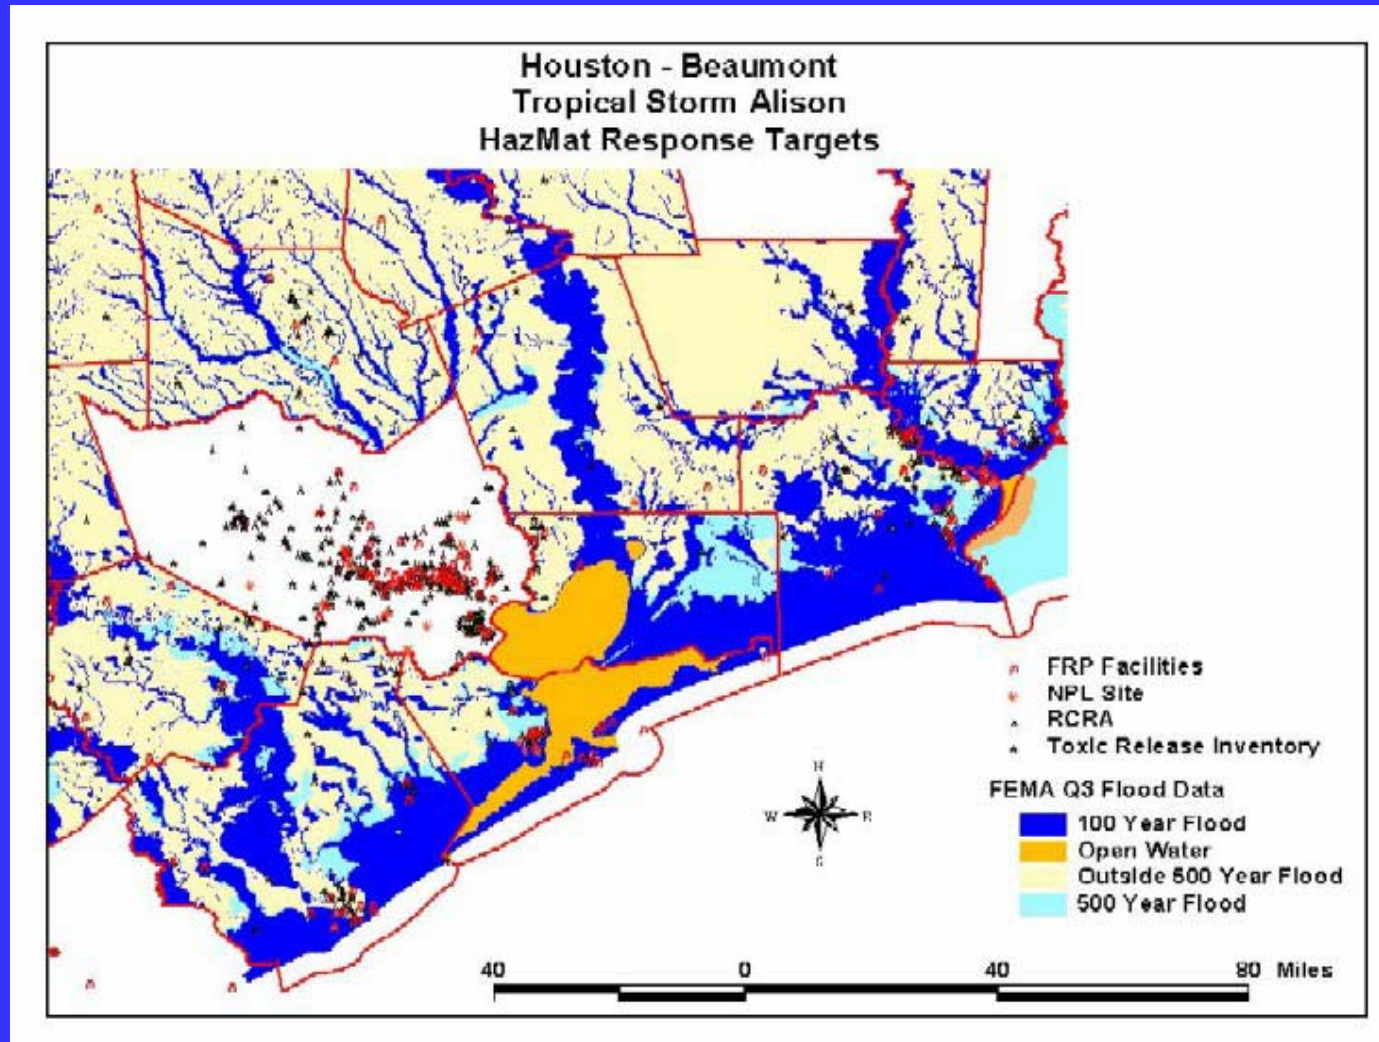 Houston - Beaumont
Tropical Storm Alison
HazMat Response Targets
FRP Facilities
NPL Site
RCRA
Toxic Release Inventory
FEMA Q3 Flood Data
100 Year Flood
Open Water
Outside 500 Year Flood
500 Year Flood
N
W E
S
40 0 40 80 Miles